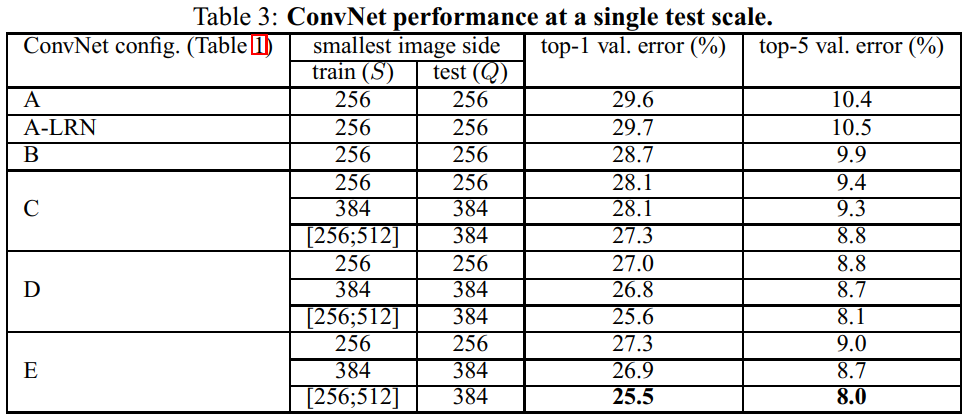 Table 3: ConvNet performance at a single test scale.
ConvNet config. (Table 1) smallest image side top-1 val. error (%) top-5 val. error (%)
train (S) test (Q)
A 256 256 29.6 10.4
A-LRN 256 256 29.7 10.5
B 256 256 28.7 9.9
C 256 256 28.1 9.4
384 384 28.1 9.3
[256;512] 384 27.3 8.8
D 256 256 27.0 8.8
384 384 26.8 8.7
[256;512] 384 25.6 8.1
E 256 256 27.3 9.0
384 384 26.9 8.7
[256;512] 384 25.5 8.0